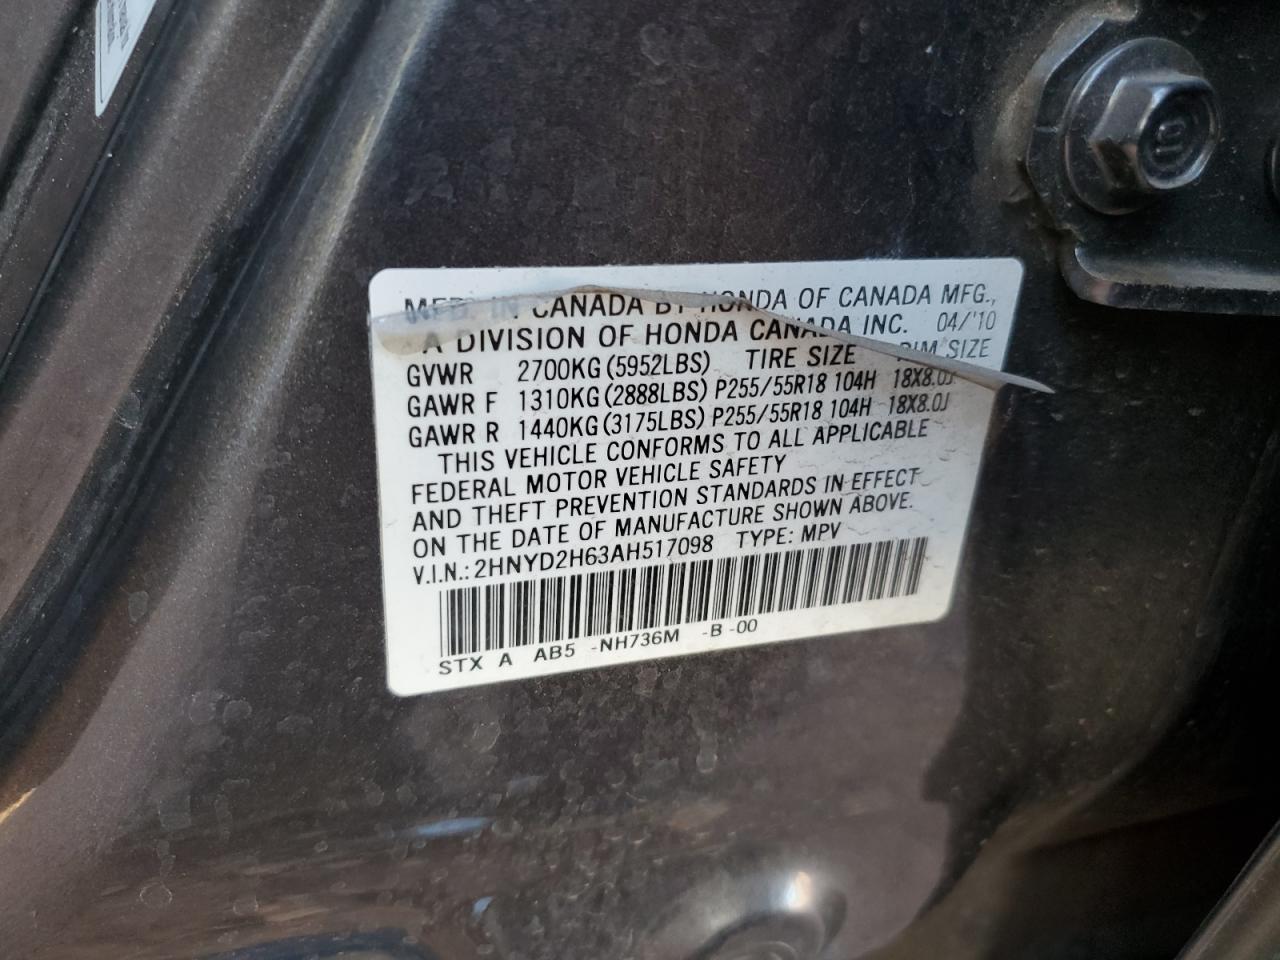 MFD. IN CANADA BY HONDA OF CANADA MFG.,
A DIVISION OF HONDA CANADA INC. 04/'10
GVWR 2700KG (5952LBS) TIRE SIZE RIM SIZE
GAWR F 1310KG (2888LBS) P255/55R18 104H 18X8.0J
GAWR R 1440KG (3175LBS) P255/55R18 104H 18X8.0J
THIS VEHICLE CONFORMS TO ALL APPLICABLE
FEDERAL MOTOR VEHICLE SAFETY
AND THEFT PREVENTION STANDARDS IN EFFECT
ON THE DATE OF MANUFACTURE SHOWN ABOVE.
V.I.N.: 2HNYD2H63AH517098 TYPE: MPV
STX A AB5 -NH736M -B -00